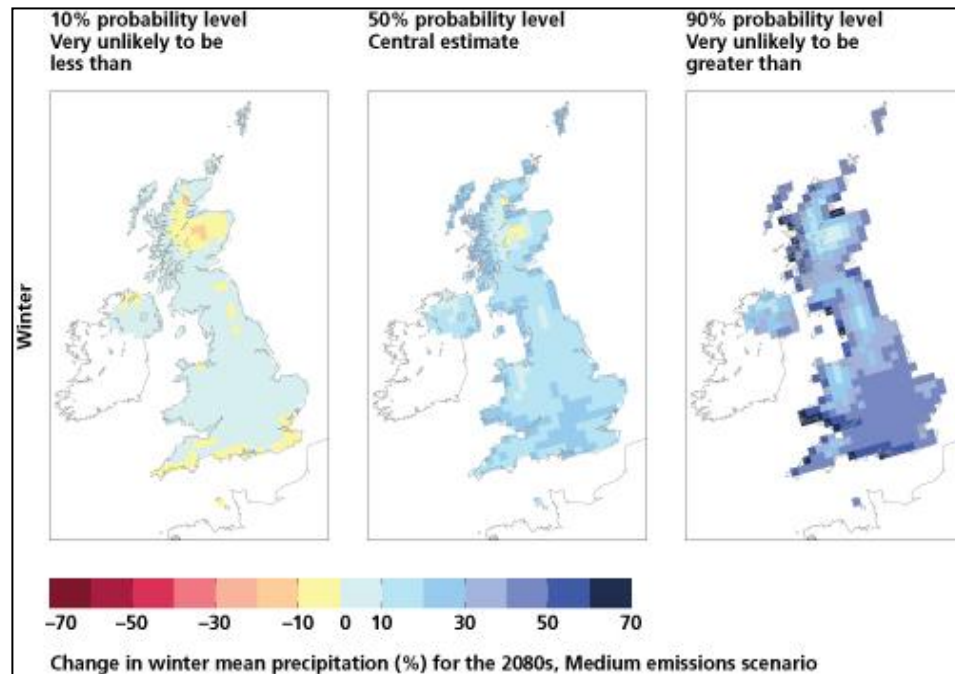 10% probability level
Very unlikely to be
less than
50% probability level
Central estimate
90% probability level
Very unlikely to be
greater than
Winter
–70 –50 –30 –10 0 10 30 50 70
Change in winter mean precipitation (%) for the 2080s, Medium emissions scenario